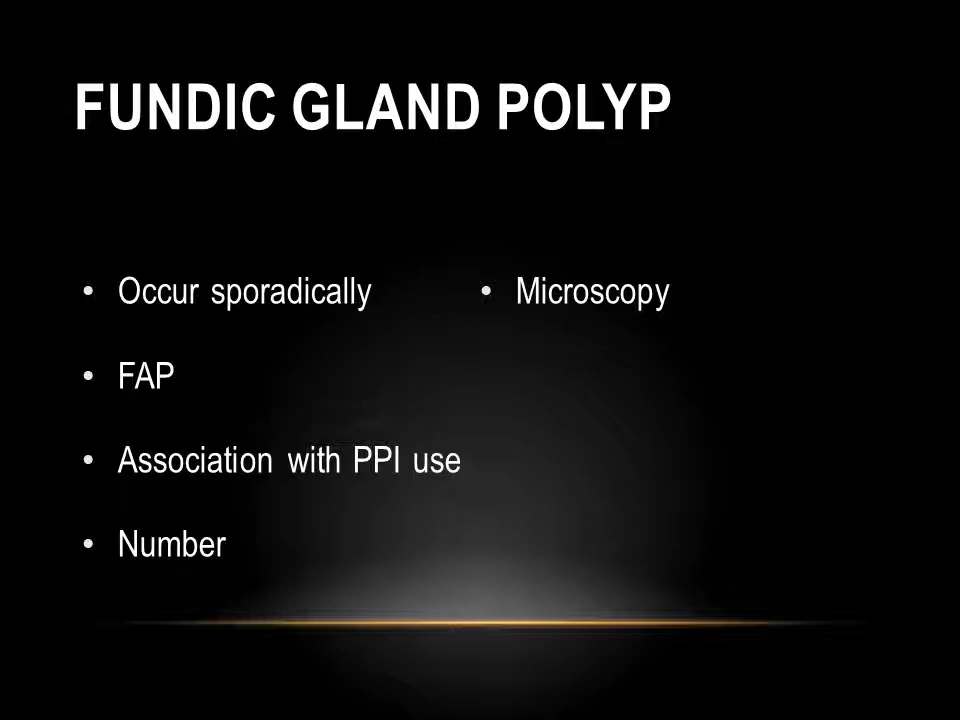 FUNDIC GLAND POLYP
• Occur sporadically
• FAP
• Association with PPI use
• Number
• Microscopy